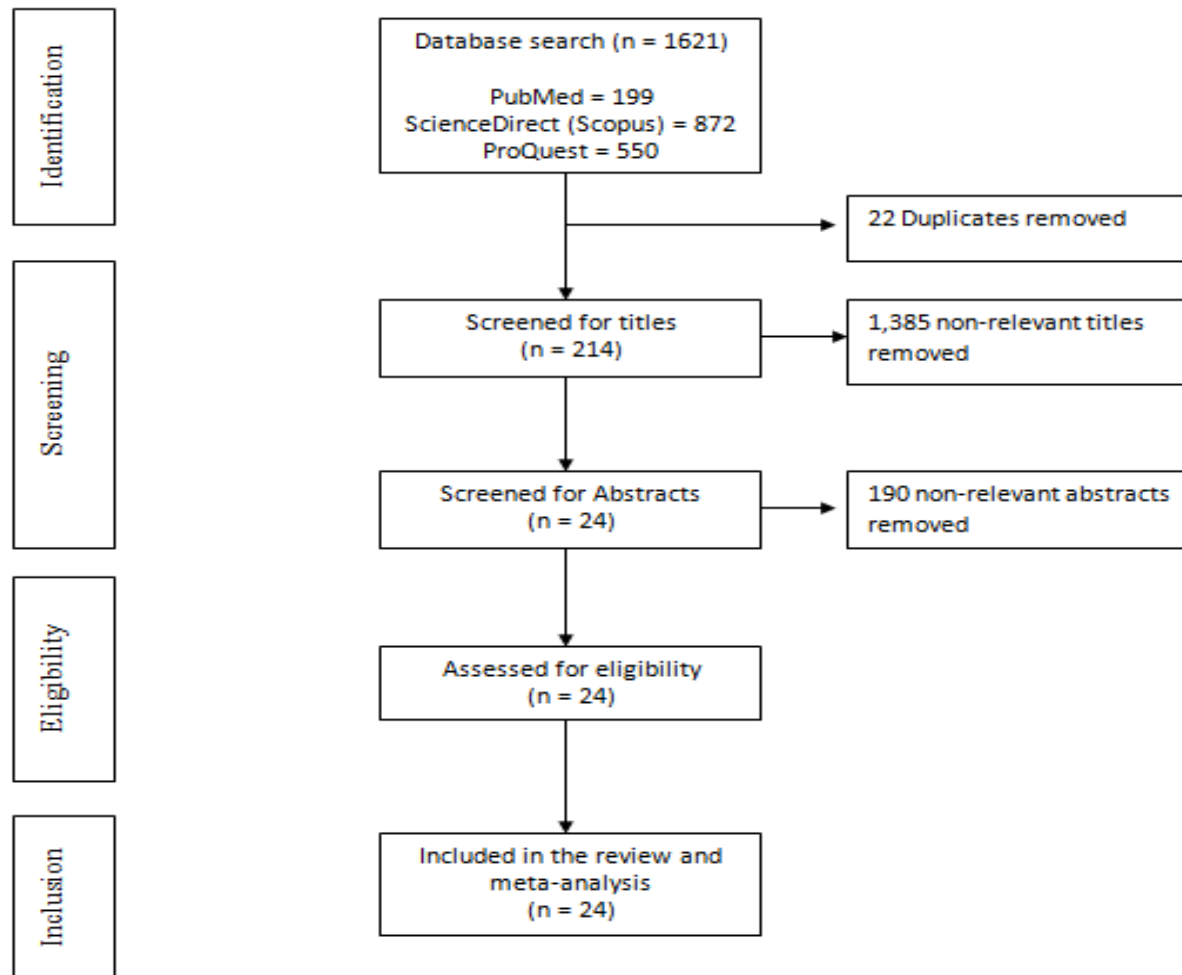 Identification
Database search (n = 1621)
PubMed = 199
ScienceDirect (Scopus) = 872
ProQuest = 550
22 Duplicates removed
Screening
Screened for titles
(n = 214)
1,385 non-relevant titles
removed
Screened for Abstracts
(n = 24)
190 non-relevant abstracts
removed
Eligibility
Assessed for eligibility
(n = 24)
Inclusion
Included in the review and
meta-analysis
(n = 24)